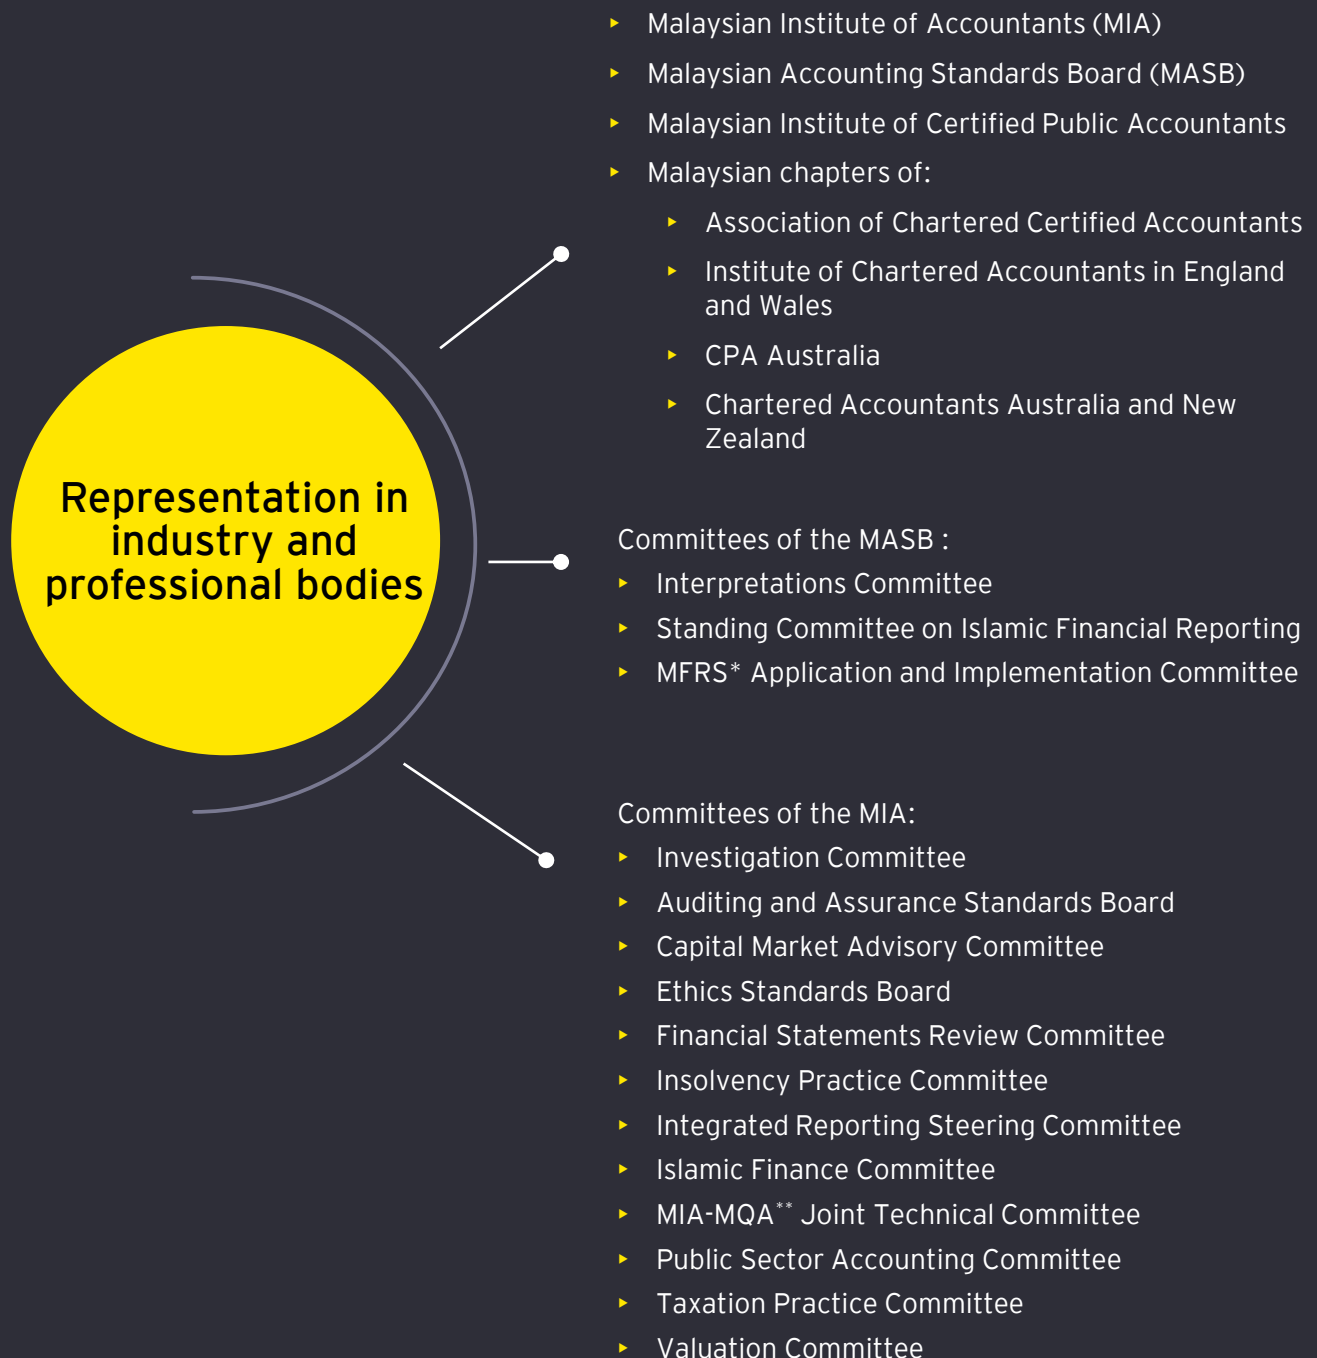 Malaysian Institute of Accountants (MIA)
Malaysian Accounting Standards Board (MASB)
Malaysian Institute of Certified Public Accountants
Malaysian chapters of:
Association of Chartered Certified Accountants
Institute of Chartered Accountants in England
and Wales
CPA Australia
Chartered Accountants Australia and New
Zealand
Representation in
industry and
professional bodies
Committees of the MASB :
Interpretations Committee
Standing Committee on Islamic Financial Reporting
MFRS* Application and Implementation Committee
Committees of the MIA:
Investigation Committee
Auditing and Assurance Standards Board
Capital Market Advisory Committee
Ethics Standards Board
Financial Statements Review Committee
Insolvency Practice Committee
Integrated Reporting Steering Committee
Islamic Finance Committee
MIA-MQA** Joint Technical Committee
Public Sector Accounting Committee
Taxation Practice Committee
Valuation Committee